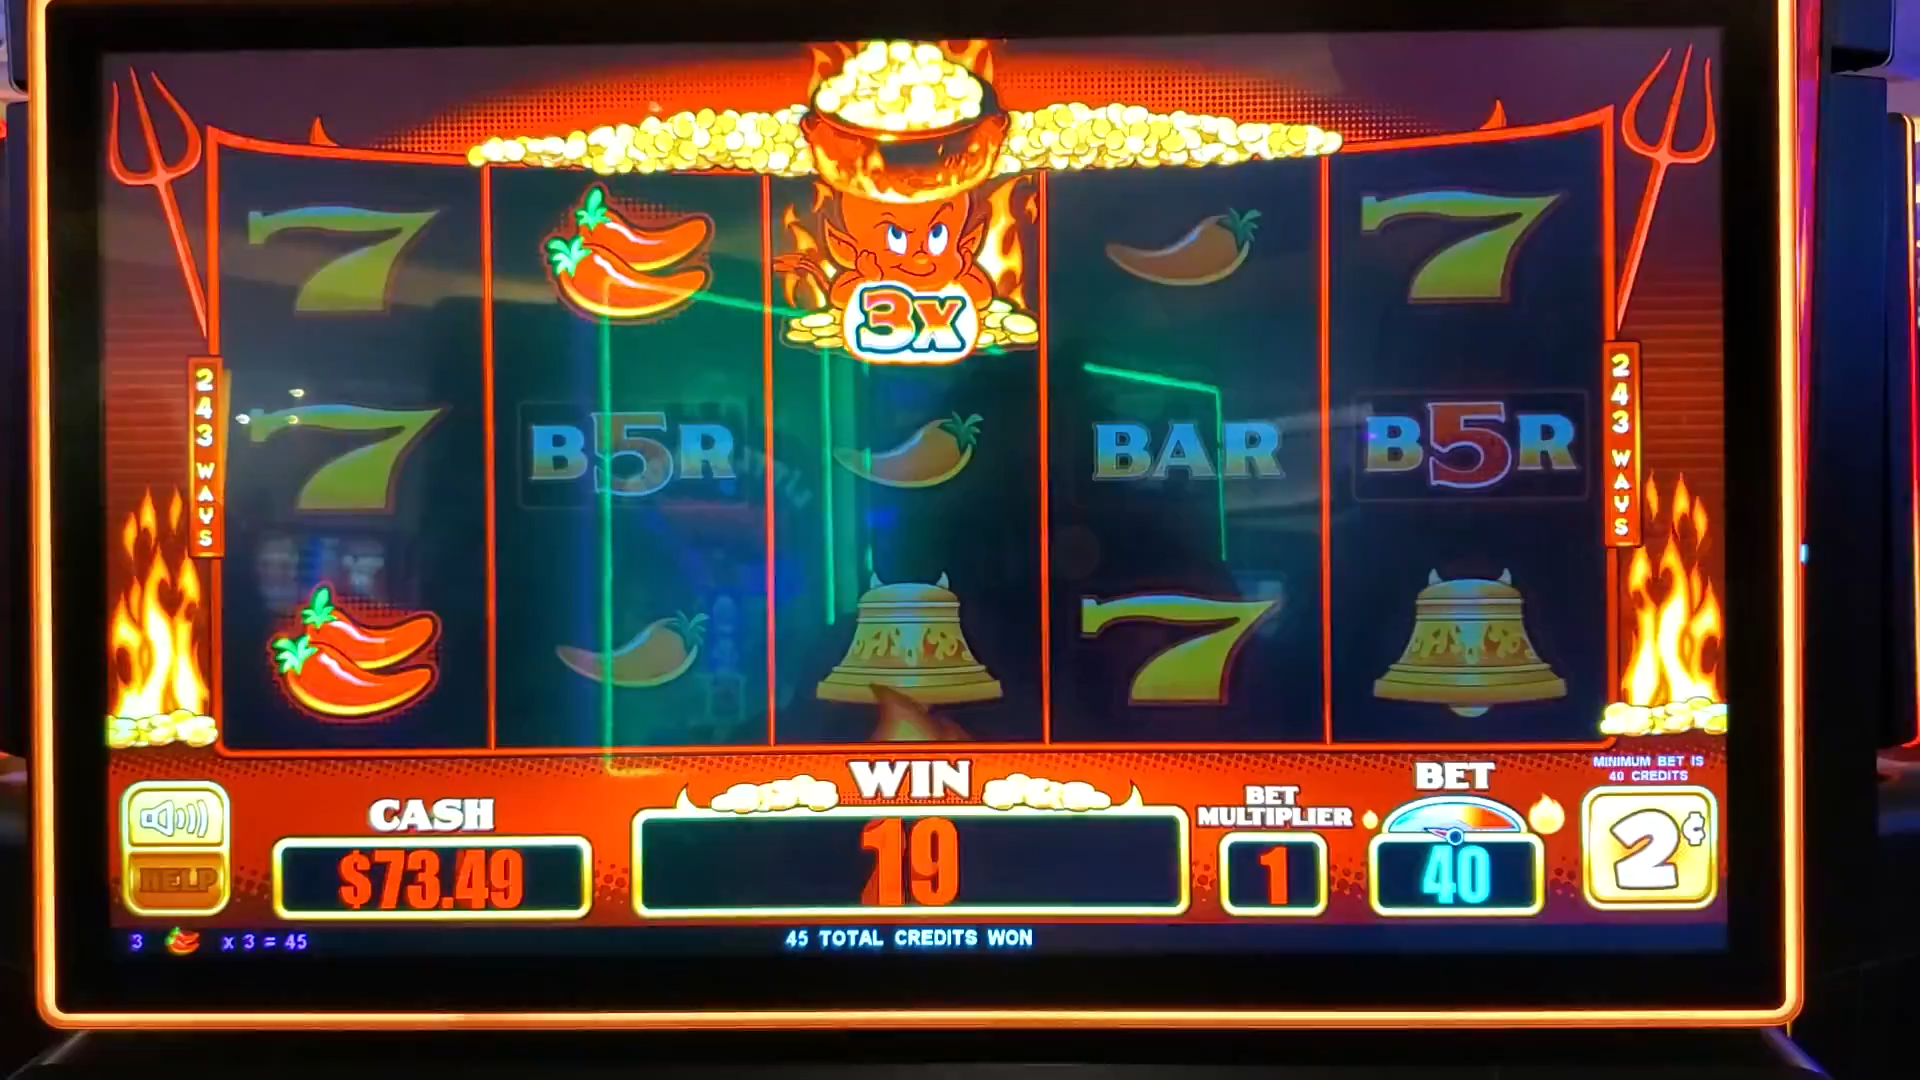 3x
243 WAYS
243 WAYS
B5R
BAR
B5R
WIN
19
CASH
$73.49
HELP
BET
MULTIPLIER
1
BET
40
MINIMUM BET IS
40 CREDITS
2¢
3 x 3 = 45
45 TOTAL CREDITS WON